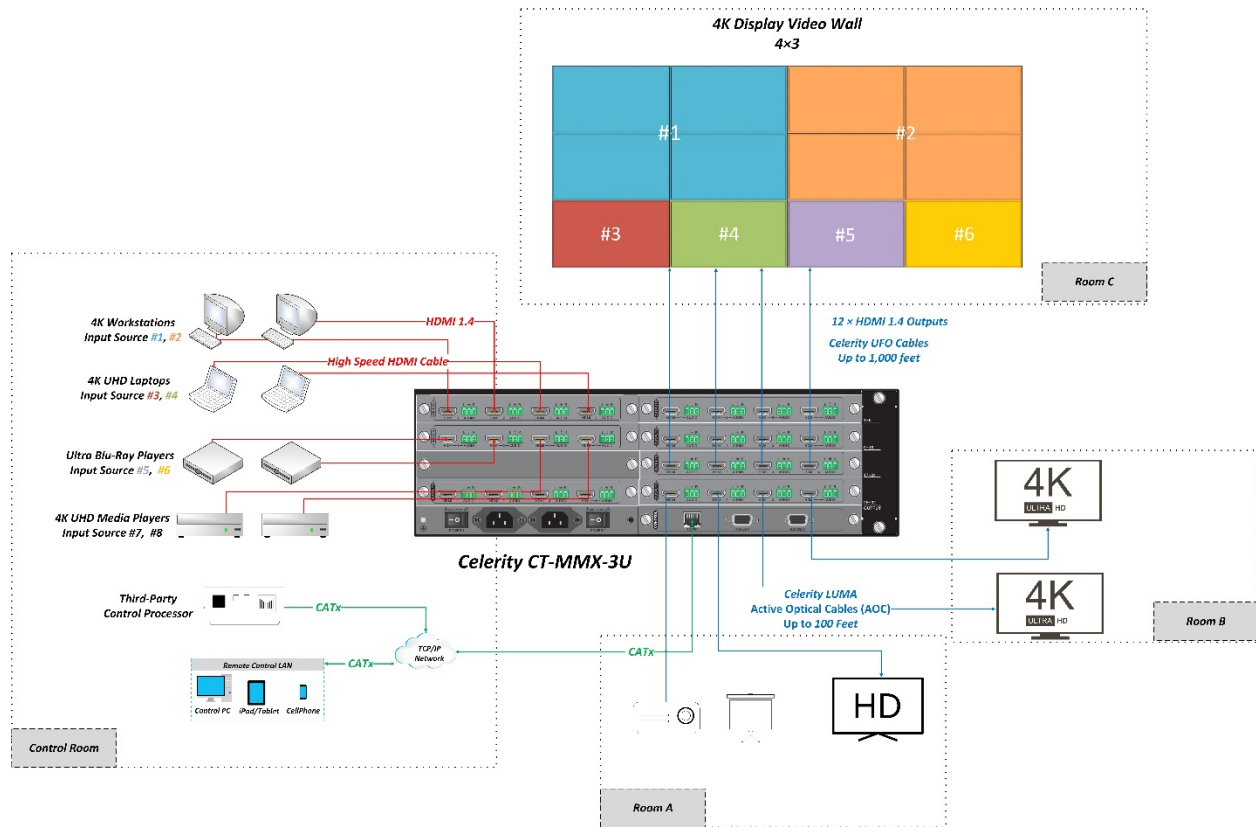 4K Display Video Wall
4×3
#1
#2
#3
#4
#5
#6
Room C
12 × HDMI 1.4 Outputs
Celerity UFO Cables
Up to 1,000 feet
4K Workstations
Input Source #1, #2
HDMI 1.4
High Speed HDMI Cable
4K UHD Laptops
Input Source #3, #4
Ultra Blu-Ray Players
Input Source #5, #6
4K UHD Media Players
Input Source #7, #8
Celerity CT-MMX-3U
Third-Party
Control Processor
CATx
TCP/IP
Network
CATx
CATx
Remote Control LAN
Control PC
iPad/Tablet
CellPhone
Control Room
Celerity LUMA
Active Optical Cables (AOC)
Up to 100 Feet
4K
ULTRA HD
4K
ULTRA HD
Room B
HD
Room A